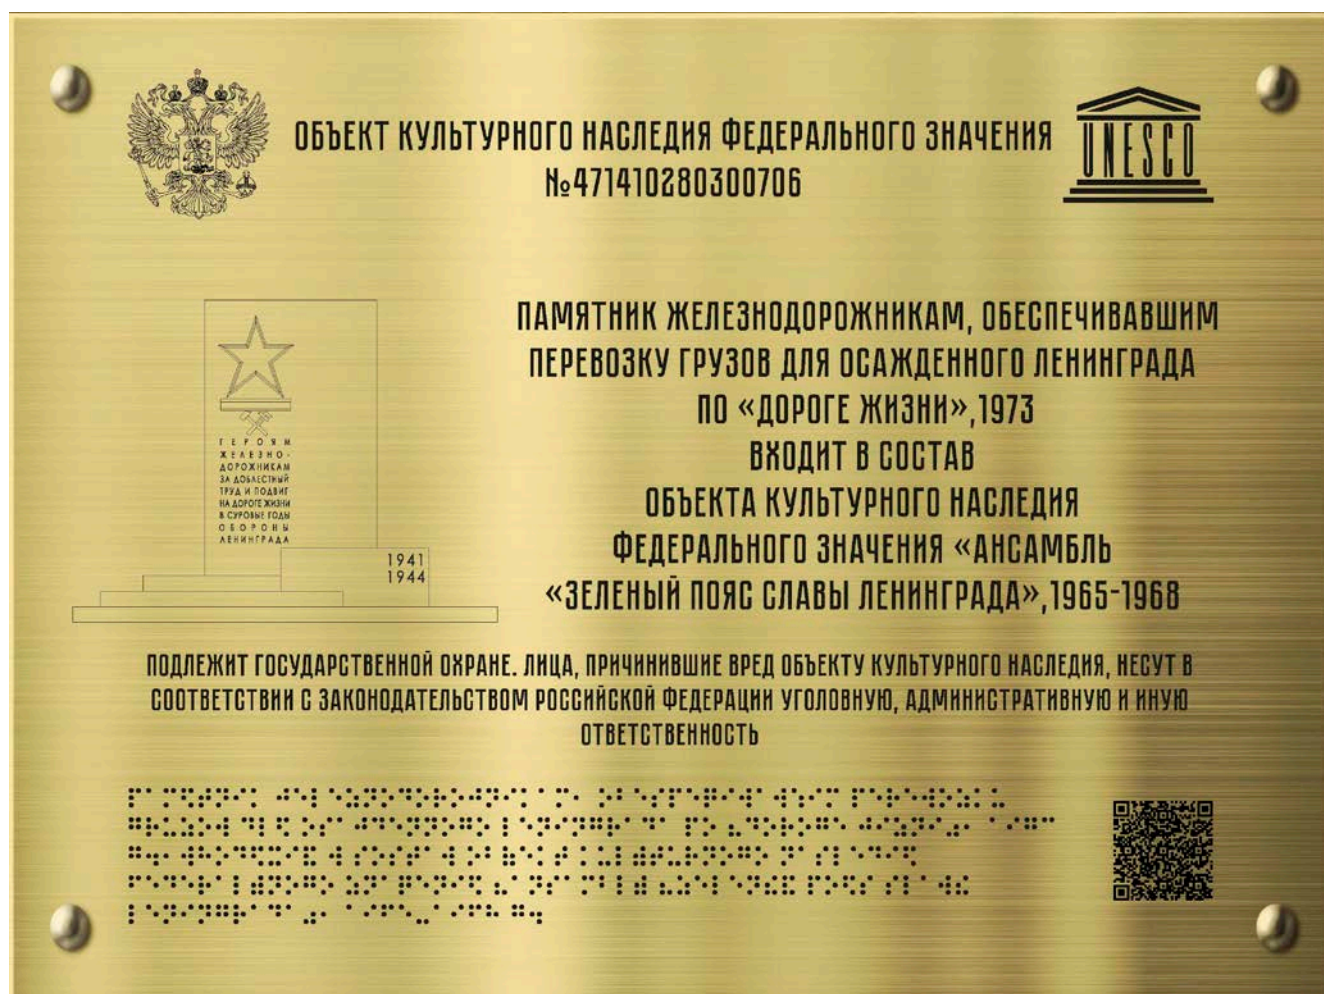 ОБЪЕКТ КУЛЬТУРНОГО НАСЛЕДИЯ ФЕДЕРАЛЬНОГО ЗНАЧЕНИЯ
№471410280300706
UNESCO
ПАМЯТНИК ЖЕЛЕЗНОДОРОЖНИКАМ, ОБЕСПЕЧИВАВШИМ
ПЕРЕВОЗКУ ГРУЗОВ ДЛЯ ОСАЖДЕННОГО ЛЕНИНГРАДА
ПО «ДОРОГЕ ЖИЗНИ»,1973
ВХОДИТ В СОСТАВ
ОБЪЕКТА КУЛЬТУРНОГО НАСЛЕДИЯ
ФЕДЕРАЛЬНОГО ЗНАЧЕНИЯ «АНСАМБЛЬ
«ЗЕЛЕНЫЙ ПОЯС СЛАВЫ ЛЕНИНГРАДА»,1965-1968
ГЕРОЯМ
ЖЕЛЕЗНО-
ДОРОЖНИКАМ
ЗА ДОБЛЕСТНЫЙ
ТРУД И ПОДВИГ
НА ДОРОГЕ ЖИЗНИ
В СУРОВЫЕ ГОДЫ
ОБОРОНЫ
ЛЕНИНГРАДА
1941
1944
ПОДЛЕЖИТ ГОСУДАРСТВЕННОЙ ОХРАНЕ. ЛИЦА, ПРИЧИНИВШИЕ ВРЕД ОБЪЕКТУ КУЛЬТУРНОГО НАСЛЕДИЯ, НЕСУТ В
СООТВЕТСТВИИ С ЗАКОНОДАТЕЛЬСТВОМ РОССИЙСКОЙ ФЕДЕРАЦИИ УГОЛОВНУЮ, АДМИНИСТРАТИВНУЮ И ИНУЮ
ОТВЕТСТВЕННОСТЬ